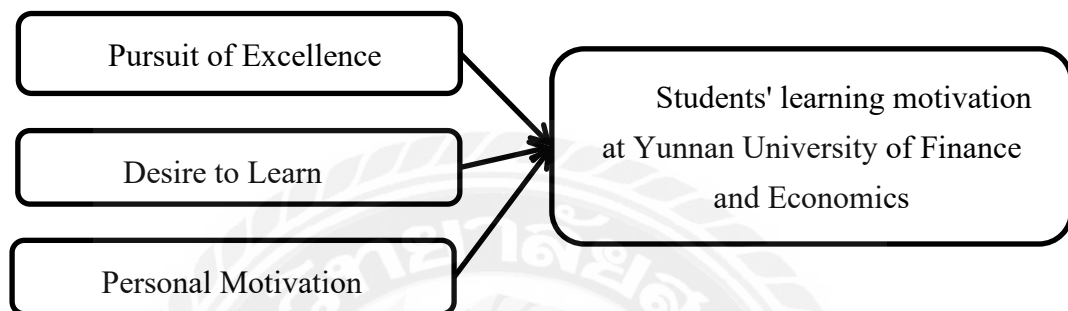 Pursuit of Excellence
Students' learning motivation
at Yunnan University of Finance
and Economics
Desire to Learn
Personal Motivation